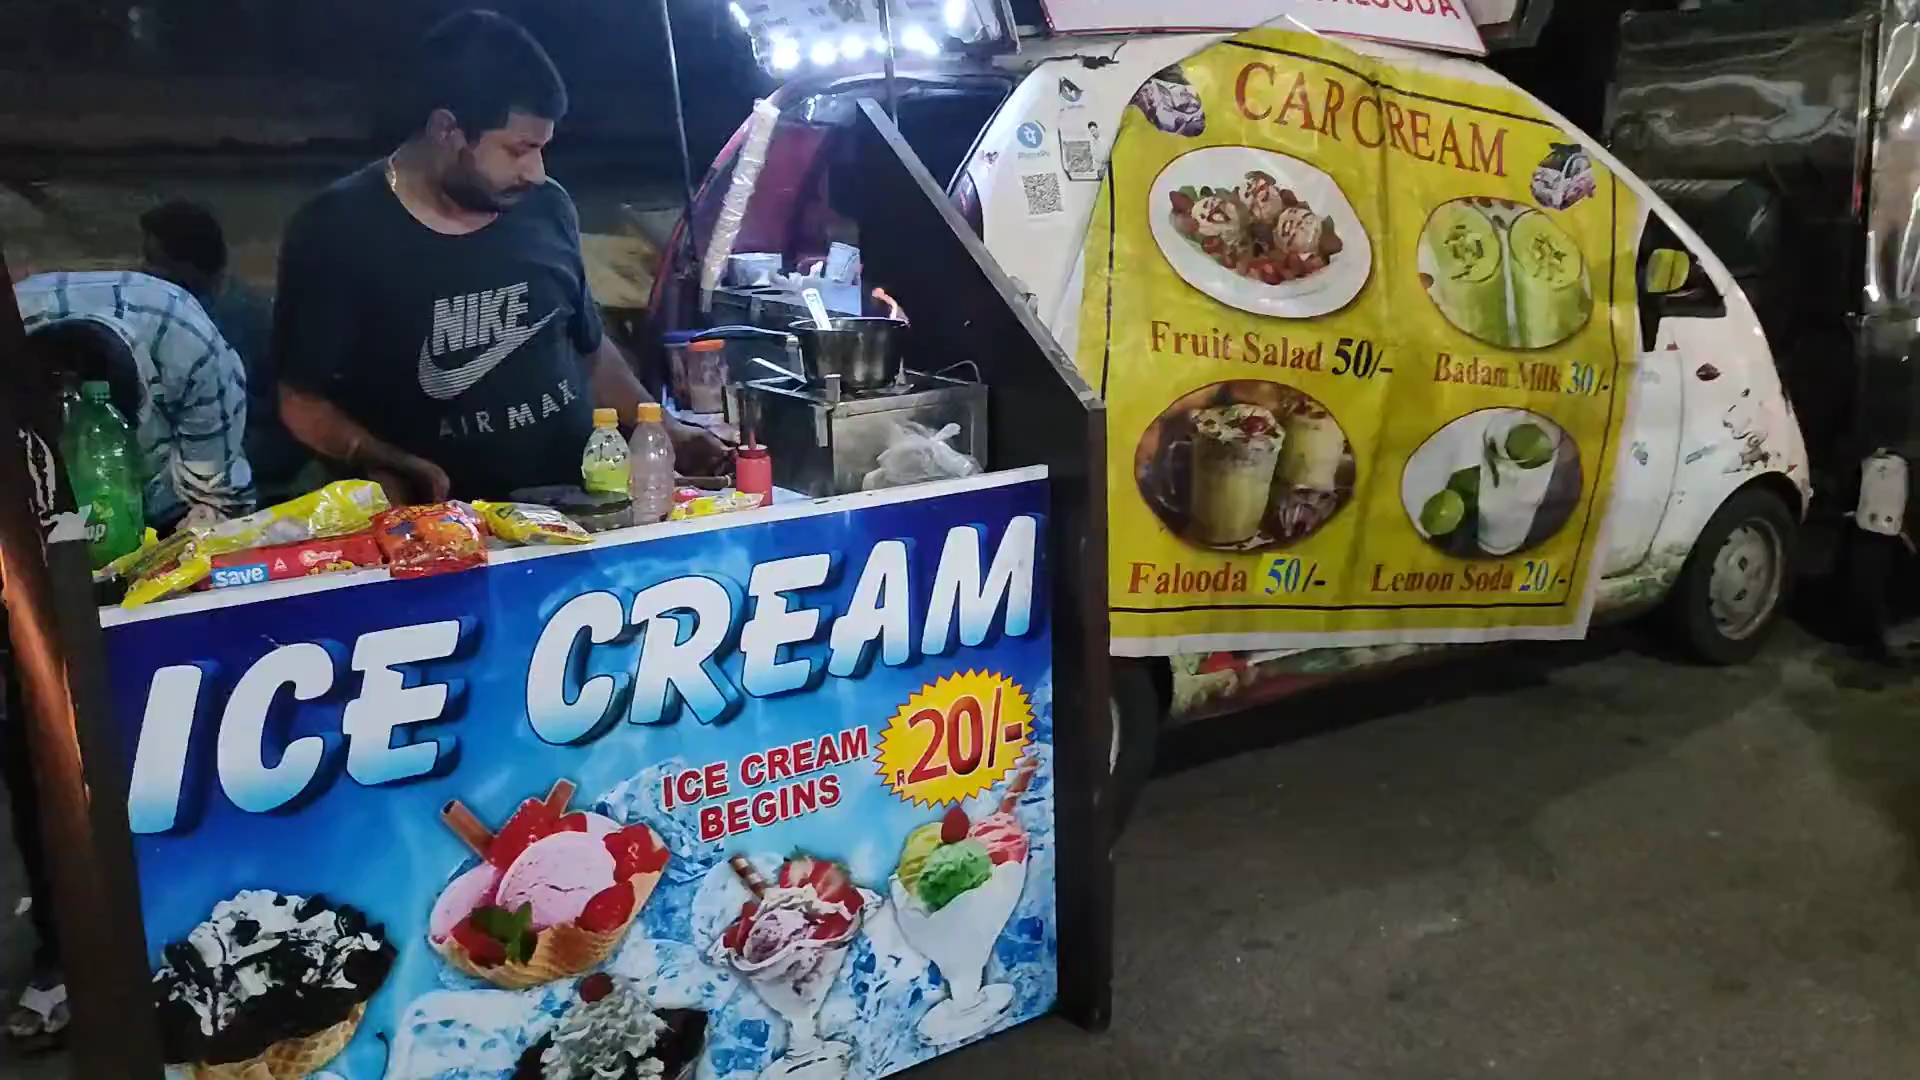 NIKE
AIR MAX
Save
ICE CREAM
ICE CREAM
BEGINS
20/-
CAR CREAM
Fruit Salad 50/-
Badam Milk 30/-
Falooda 50/-
Lemon Soda 20/-